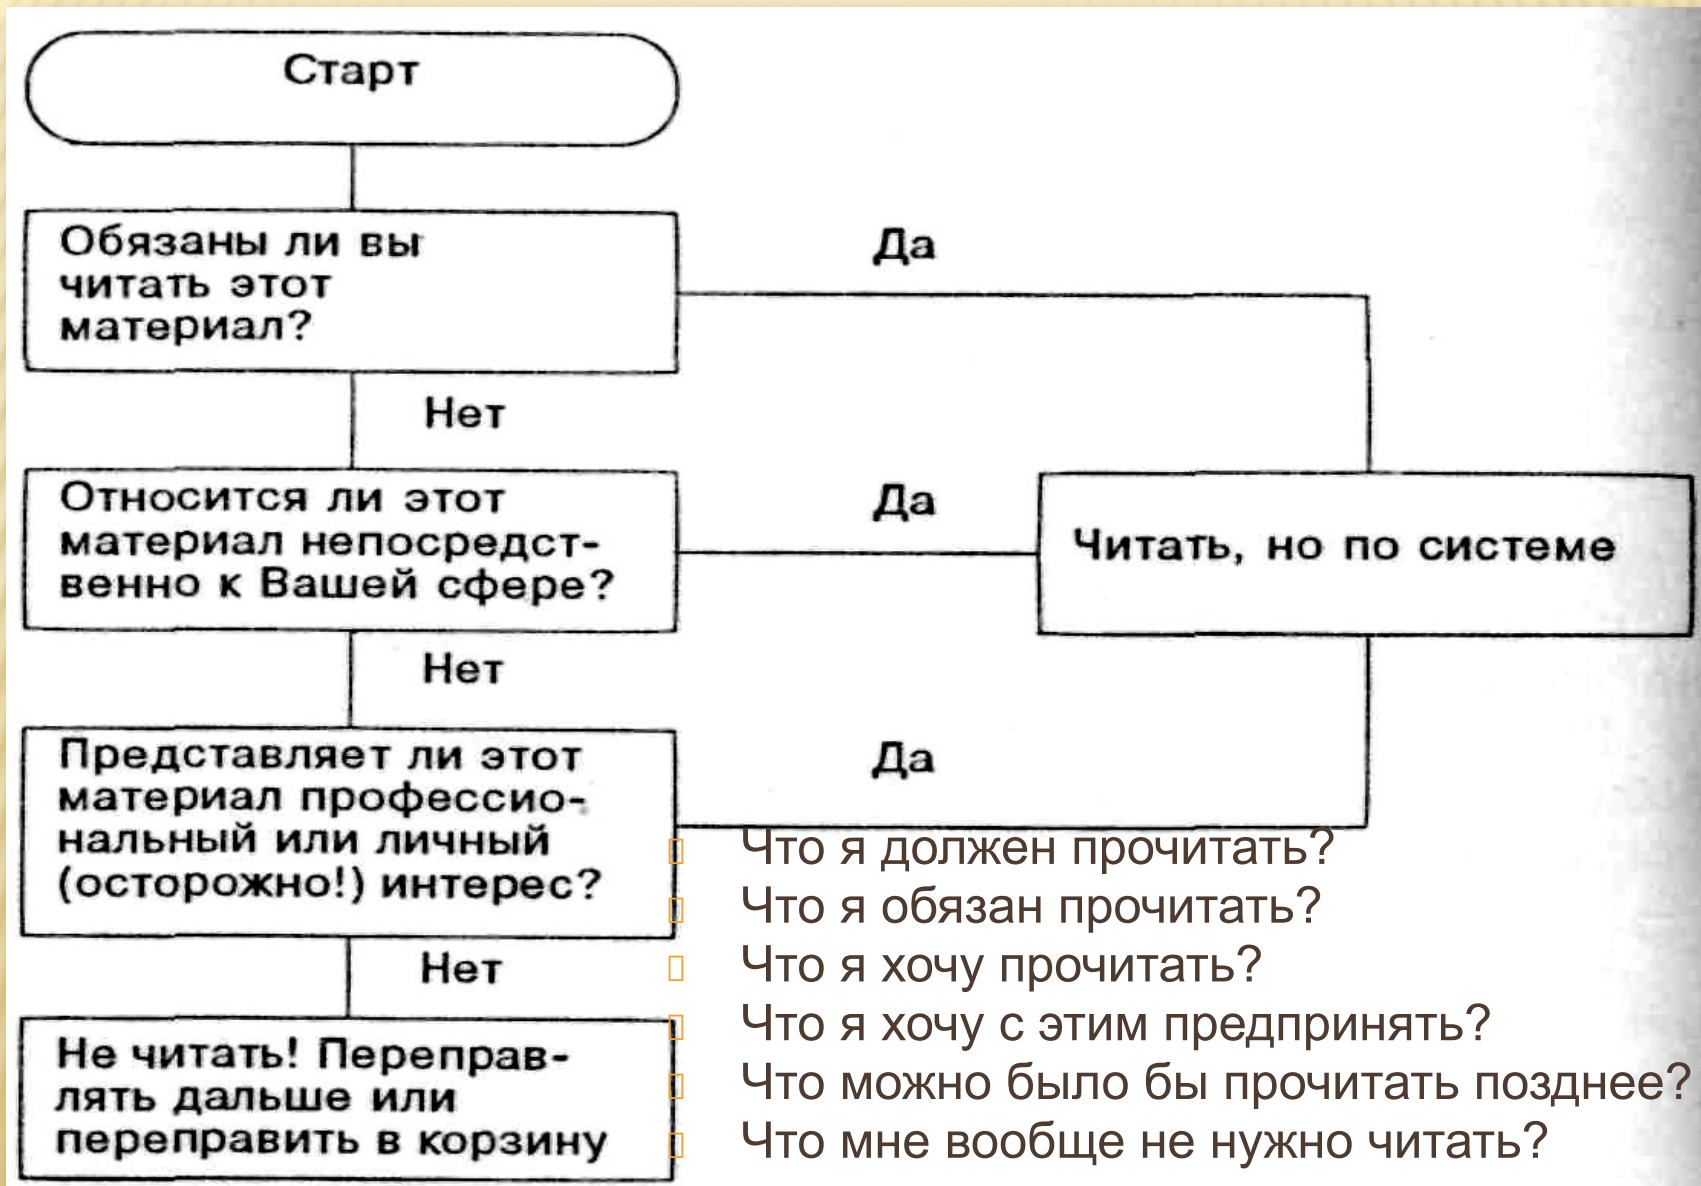 Старт
Обязаны ли вы
читать этот
материал?
Да
Нет
Относится ли этот
материал непосредст-
венно к Вашей сфере?
Да
Читать, но по системе
Нет
Представляет ли этот
материал профессио-
нальный или личный
(осторожно!) интерес?
Да
Нет
Не читать! Переправ-
лять дальше или
переправить в корзину
Что я должен прочитать?
Что я обязан прочитать?
Что я хочу прочитать?
Что я хочу с этим предпринять?
Что можно было бы прочитать позднее?
Что мне вообще не нужно читать?